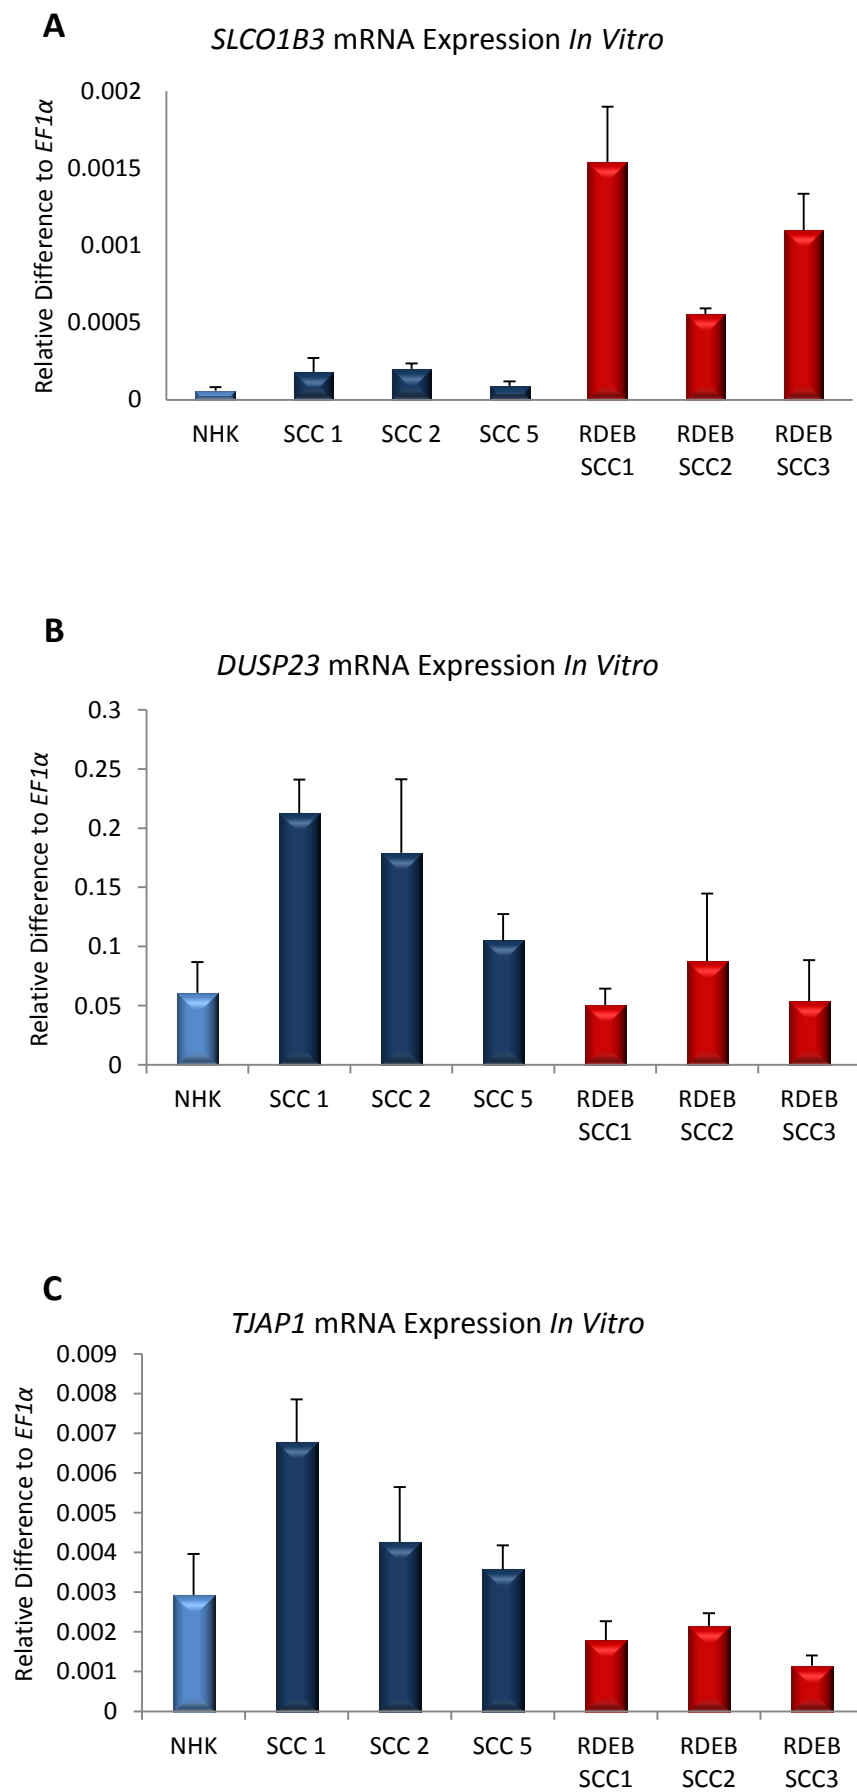 A
SLCO1B3 mRNA Expression In Vitro
Relative Difference to EF1α
0.002
0.0015
0.001
0.0005
0
NHK SCC 1 SCC 2 SCC 5 RDEB RDEB RDEB
SCC1 SCC2 SCC3
B
DUSP23 mRNA Expression In Vitro
Relative Difference to EF1α
0.3
0.25
0.2
0.15
0.1
0.05
0
NHK SCC 1 SCC 2 SCC 5 RDEB RDEB RDEB
SCC1 SCC2 SCC3
C
TJAP1 mRNA Expression In Vitro
Relative Difference to EF1α
0.009
0.008
0.007
0.006
0.005
0.004
0.003
0.002
0.001
0
NHK SCC 1 SCC 2 SCC 5 RDEB RDEB RDEB
SCC1 SCC2 SCC3